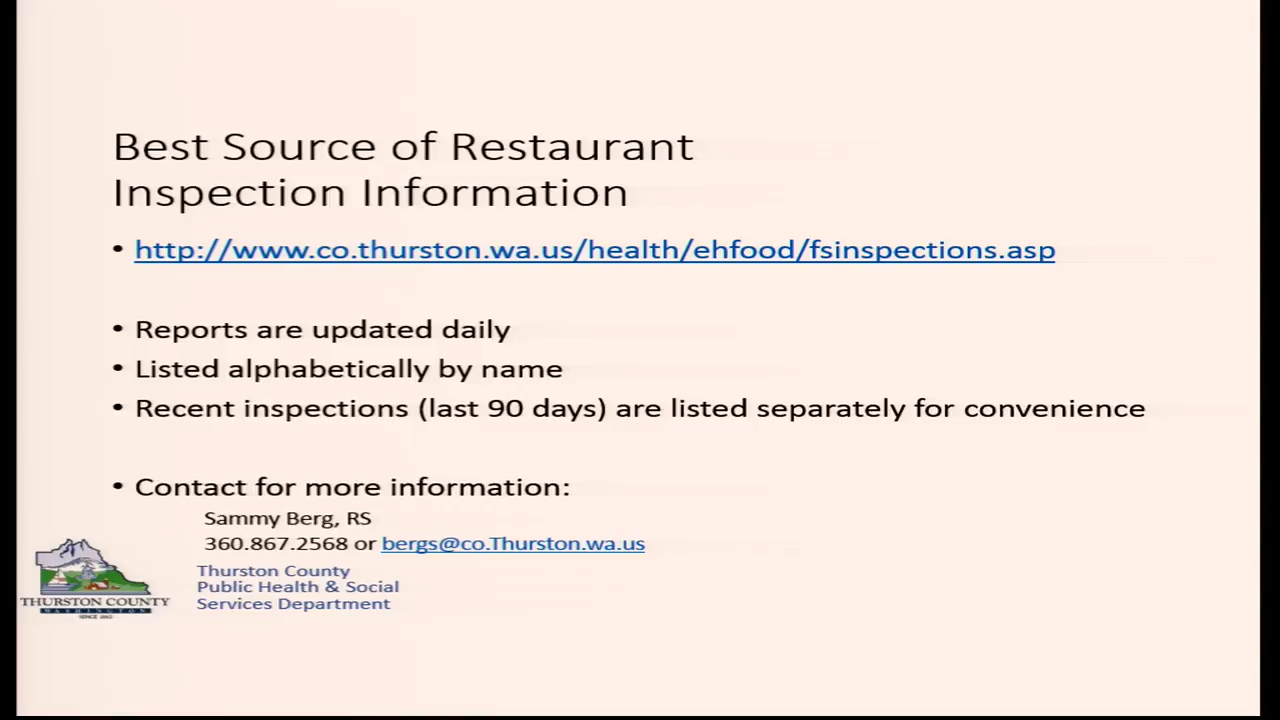 Best Source of Restaurant
Inspection Information
• http://www.co.thurston.wa.us/health/ehfood/fsinspections.asp
• Reports are updated daily
• Listed alphabetically by name
• Recent inspections (last 90 days) are listed separately for convenience
• Contact for more information:
Sammy Berg, RS
360.867.2568 or bergs@co.Thurston.wa.us
Thurston County
Public Health & Social
Services Department
THURSTON COUNTY
WASHINGTON